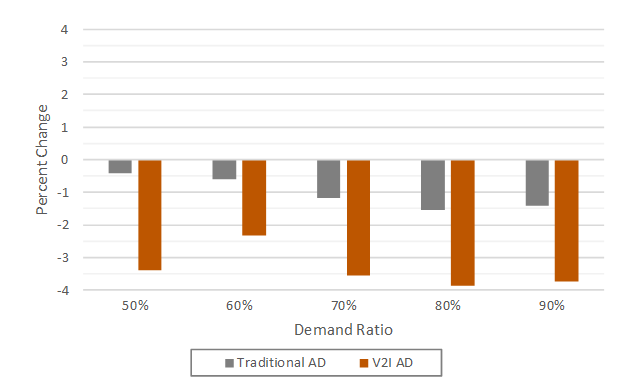 4
3
2
1
0
-1
-2
-3
-4
Percent Change
50% 60% 70% 80% 90%
Demand Ratio
Traditional AD V2I AD